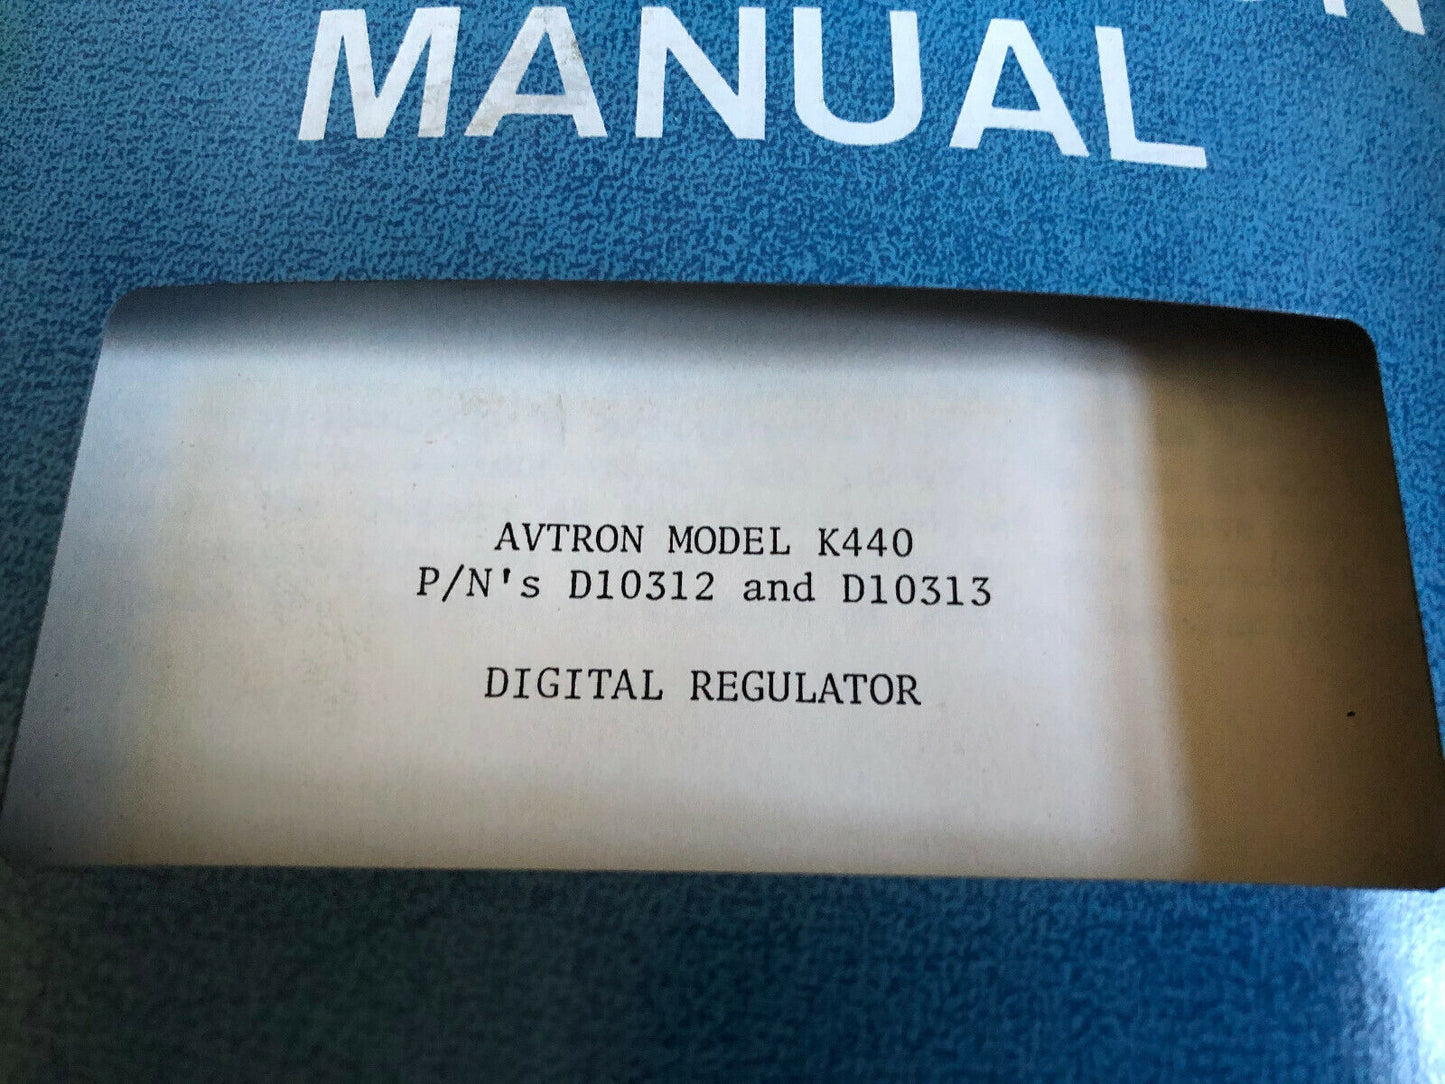 MANUAL
AVTRON MODEL K440
P/N's D10312 and D10313
DIGITAL REGULATOR